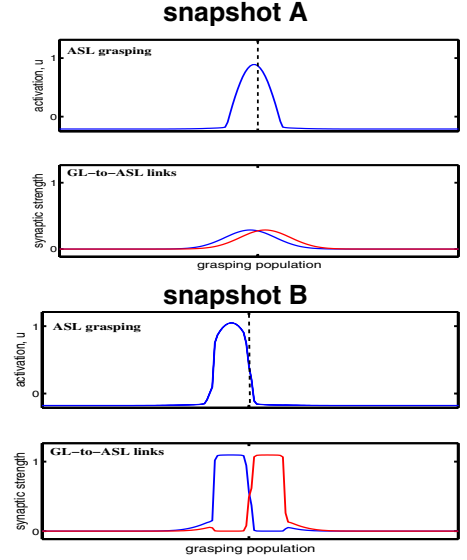 snapshot A
ASL grasping
activation, u
1
0
GL-to-ASL links
synaptic strength
1
0
grasping population
snapshot B
ASL grasping
activation, u
1
0
GL-to-ASL links
synaptic strength
1
0
grasping population